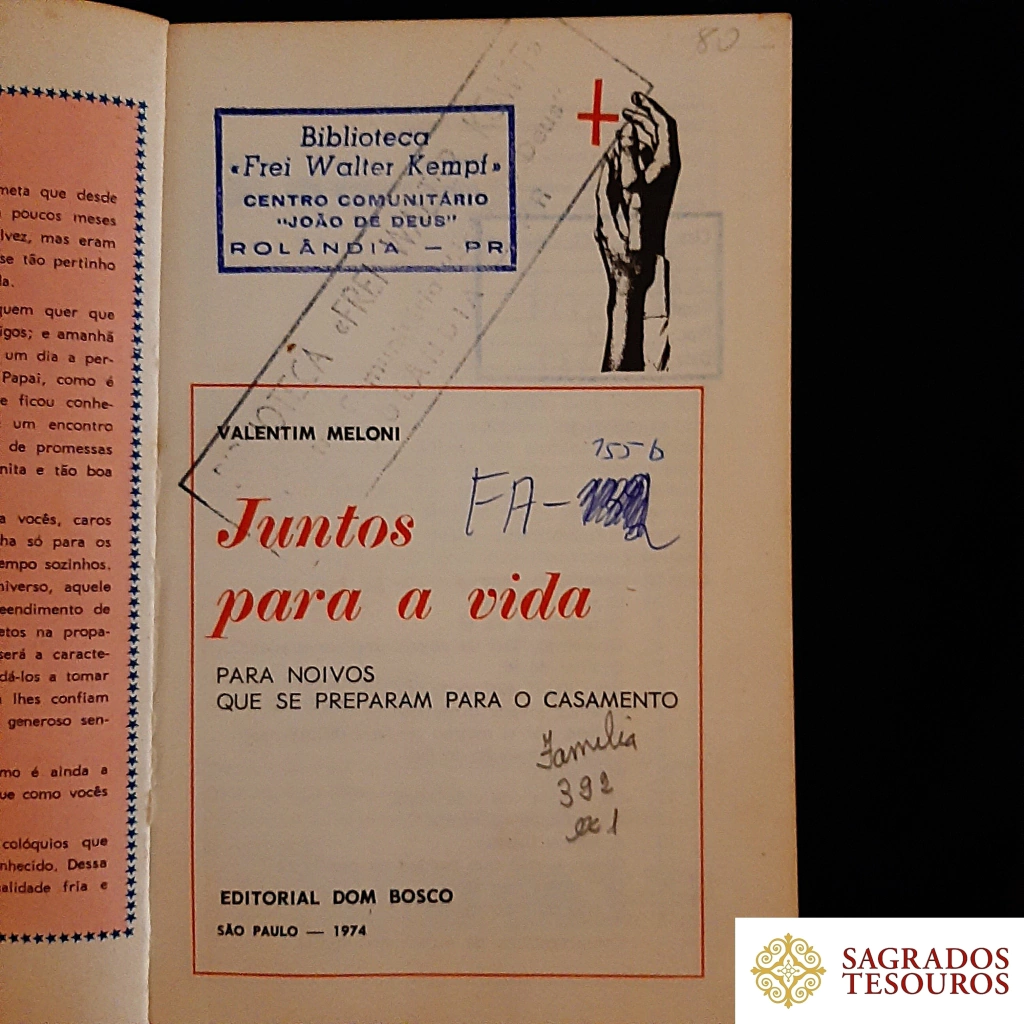 meta que desde
poucos meses
lvez, mas eram
se tão pertinho
da.
quem quer que
igos; e amanhã
um dia a per-
Papai, como é
e ficou conhe-
um encontro
de promessas
nita e tão boa
a vocês, caros
ha só para os
empo sozinhos.
niverso, aquele
eendimento de
etos na propa-
será a caracte-
dá-los a tomar
lhes confiam
generoso sen-
mo é ainda a
ue como vocês
colóquios que
nhecido. Dessa
alidade fria e
80
Biblioteca
«Frei Walter Kempf»
CENTRO COMUNITÁRIO
"JOÃO DE DEUS"
ROLÂNDIA — PR
VALENTIM MELONI
155 b
FA-
Juntos
para a vida
PARA NOIVOS
QUE SE PREPARAM PARA O CASAMENTO
Familia
392
ex 1
EDITORIAL DOM BOSCO
SÃO PAULO — 1974
SAGRADOS
TESOUROS